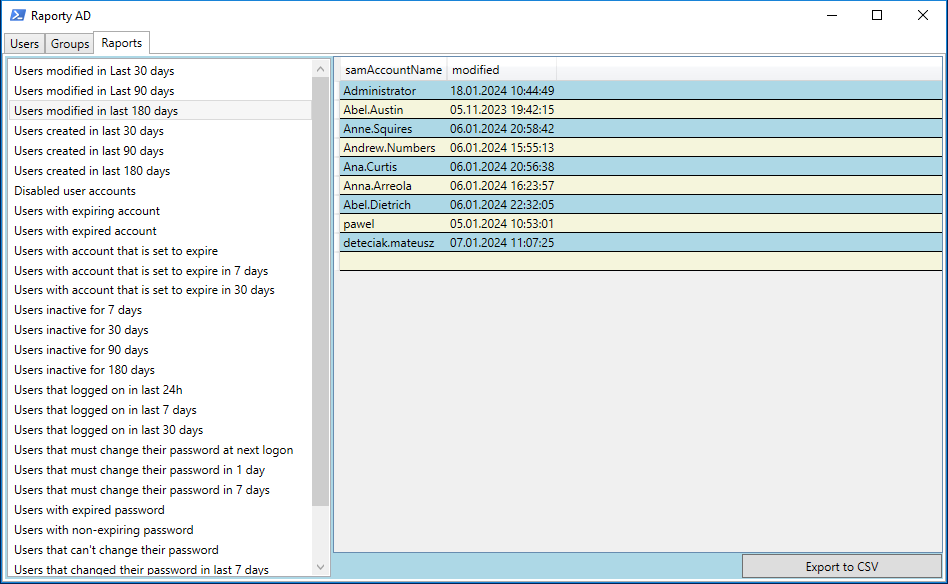 Raporty AD
Users Groups Raports
Users modified in Last 30 days
Users modified in Last 90 days
Users modified in last 180 days
Users created in last 30 days
Users created in last 90 days
Users created in last 180 days
Disabled user accounts
Users with expiring account
Users with expired account
Users with account that is set to expire
Users with account that is set to expire in 7 days
Users with account that is set to expire in 30 days
Users inactive for 7 days
Users inactive for 30 days
Users inactive for 90 days
Users inactive for 180 days
Users that logged on in last 24h
Users that logged on in last 7 days
Users that logged on in last 30 days
Users that must change their password at next logon
Users that must change their password in 1 day
Users that must change their password in 7 days
Users with expired password
Users with non-expiring password
Users that can't change their password
Users that changed their password in last 7 days
samAccountName modified
Administrator 18.01.2024 10:44:49
Abel.Austin 05.11.2023 19:42:15
Anne.Squires 06.01.2024 20:58:42
Andrew.Numbers 06.01.2024 15:55:13
Ana.Curtis 06.01.2024 20:56:38
Anna.Arreola 06.01.2024 16:23:57
Abel.Dietrich 06.01.2024 22:32:05
pawel 05.01.2024 10:53:01
deteciak.mateusz 07.01.2024 11:07:25
Export to CSV